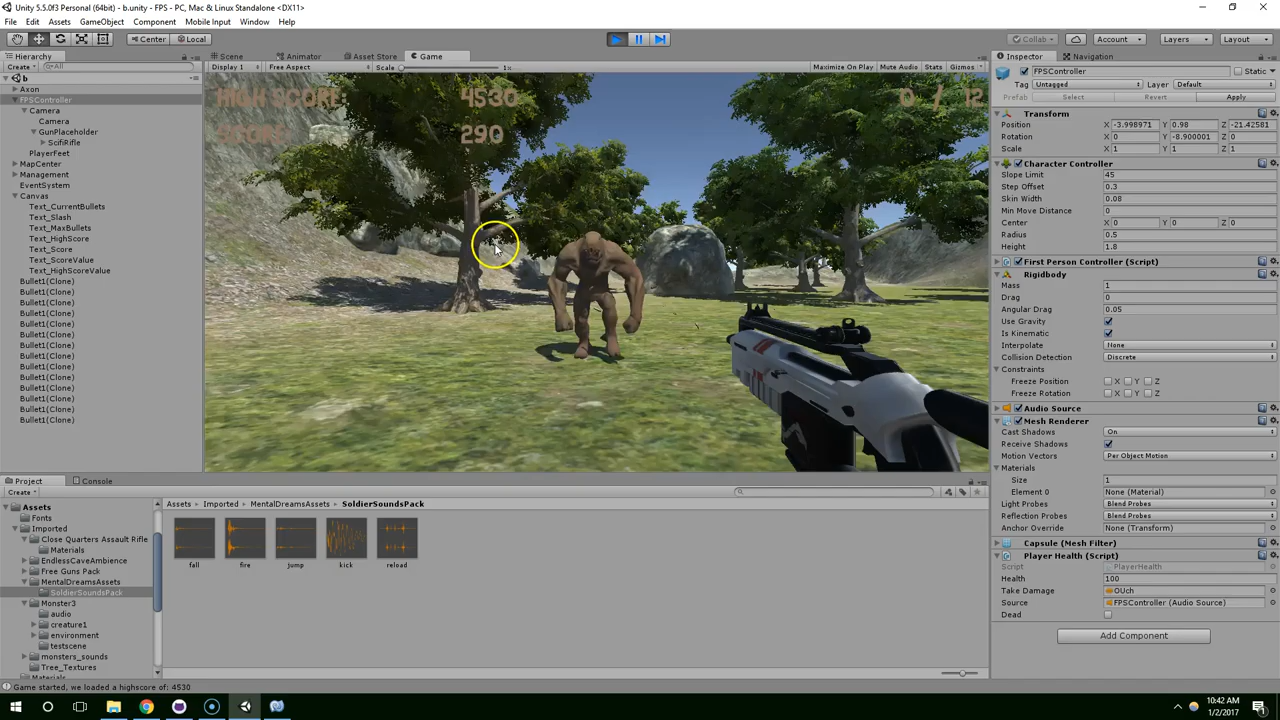 Unity 5.5.0f3 Personal (64bit) - b.unity - FPS - PC, Mac & Linux Standalone <DX11>
File Edit Assets GameObject Component Mobile Input Window Help
Center Local Collab Account Layers Layout
Hierarchy Scene Animator Asset Store Game Inspector Navigation
Create All Display 1 Free Aspect Scale 1x Maximize On Play Mute Audio Stats Gizmos
b
Axon
FPSController
Camera
Camera
GunPlaceholder
ScifiRifle
PlayerFeet
MapCenter
Management
EventSystem
Canvas
Text_CurrentBullets
Text_Slash
Text_MaxBullets
Text_HighScore
Text_Score
Text_ScoreValue
Text_HighScoreValue
Bullet1(Clone)
Bullet1(Clone)
Bullet1(Clone)
Bullet1(Clone)
Bullet1(Clone)
Bullet1(Clone)
Bullet1(Clone)
Bullet1(Clone)
Bullet1(Clone)
Bullet1(Clone)
Bullet1(Clone)
Bullet1(Clone)
Bullet1(Clone)
Bullet1(Clone)
HIGH SCORE: 4530 0 / 12
SCORE: 290
FPSController Static
Tag Untagged Layer Default
Prefab Select Revert Apply
Transform
Position X -3.998971 Y 0.98 Z -21.42581
Rotation X 0 Y -8.900001 Z 0
Scale X 1 Y 1 Z 1
Character Controller
Slope Limit 45
Step Offset 0.3
Skin Width 0.08
Min Move Distance 0
Center X 0 Y 0 Z 0
Radius 0.5
Height 1.8
First Person Controller (Script)
Rigidbody
Mass 1
Drag 0
Angular Drag 0.05
Use Gravity
Is Kinematic
Interpolate None
Collision Detection Discrete
Constraints
Freeze Position X Y Z
Freeze Rotation X Y Z
Audio Source
Mesh Renderer
Cast Shadows On
Receive Shadows
Motion Vectors Per Object Motion
Materials
Size 1
Element 0 None (Material)
Light Probes Blend Probes
Reflection Probes Blend Probes
Anchor Override None (Transform)
Capsule (Mesh Filter)
Player Health (Script)
Script PlayerHealth
Health 100
Take Damage OUch
Source FPSController (Audio Source)
Dead
Add Component
Project Console
Create
Assets
Fonts
Imported
Close Quarters Assault Rifle
Materials
EndlessCaveAmbience
Free Guns Pack
MentalDreamsAssets
SoldierSoundsPack
Monster3
audio
creature1
environment
testscene
monsters_sounds
Tree_Textures
Materials
Assets Imported MentalDreamsAssets SoldierSoundsPack
fall fire jump kick reload
Game started, we loaded a highscore of: 4530
10:42 AM
1/2/2017